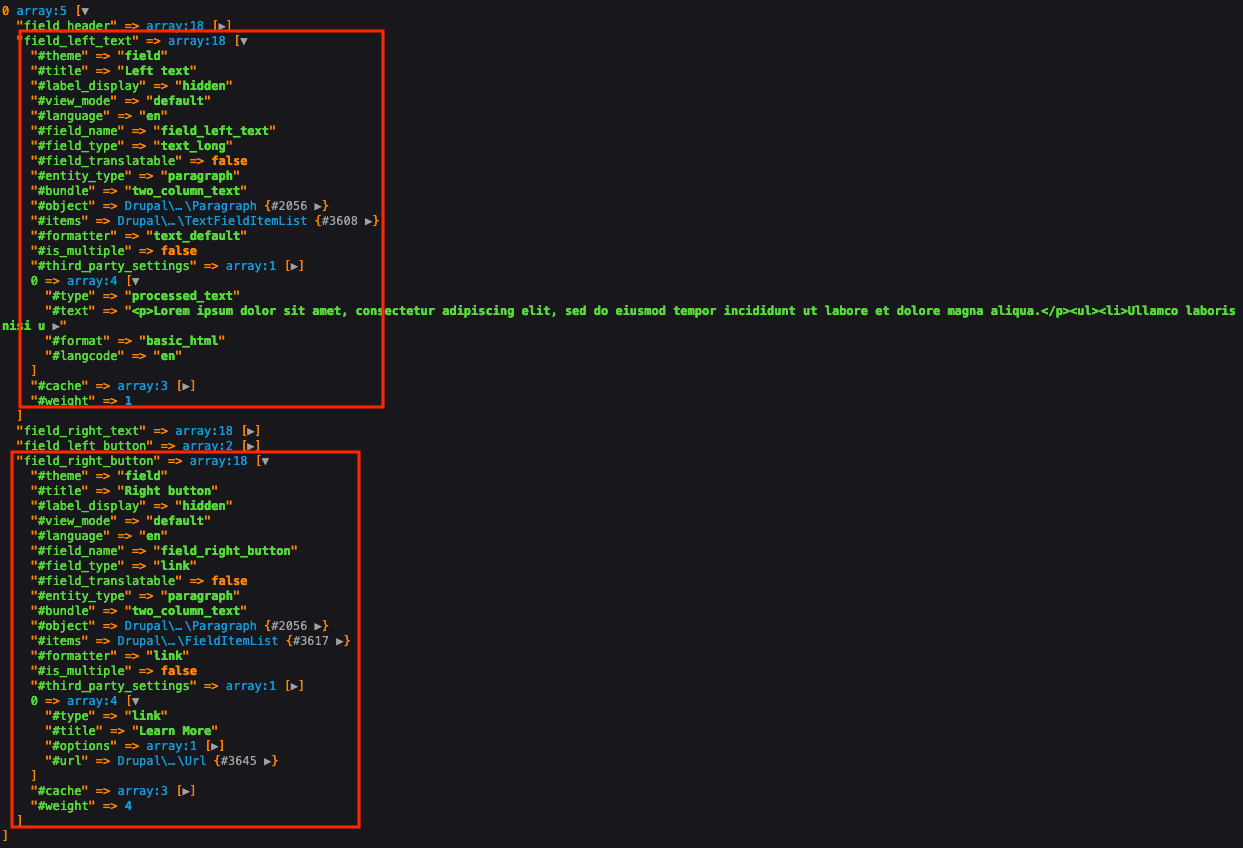 0 array:5 [▼
  "field_header" => array:18 [▶]
  "field_left_text" => array:18 [▼
    "#theme" => "field"
    "#title" => "Left text"
    "#label_display" => "hidden"
    "#view_mode" => "default"
    "#language" => "en"
    "#field_name" => "field_left_text"
    "#field_type" => "text_long"
    "#field_translatable" => false
    "#entity_type" => "paragraph"
    "#bundle" => "two_column_text"
    "#object" => Drupal\…\Paragraph {#2056 ▶}
    "#items" => Drupal\…\TextFieldItemList {#3608 ▶}
    "#formatter" => "text_default"
    "#is_multiple" => false
    "#third_party_settings" => array:1 [▶]
    0 => array:4 [▼
      "#type" => "processed_text"
      "#text" => "<p>Lorem ipsum dolor sit amet, consectetur adipiscing elit, sed do eiusmod tempor incididunt ut labore et dolore magna aliqua.</p><ul><li>Ullamco laboris
nisi u ▶"
      "#format" => "basic_html"
      "#langcode" => "en"
    ]
    "#cache" => array:3 [▶]
    "#weight" => 1
  ]
  "field_right_text" => array:18 [▶]
  "field_left_button" => array:2 [▶]
  "field_right_button" => array:18 [▼
    "#theme" => "field"
    "#title" => "Right button"
    "#label_display" => "hidden"
    "#view_mode" => "default"
    "#language" => "en"
    "#field_name" => "field_right_button"
    "#field_type" => "link"
    "#field_translatable" => false
    "#entity_type" => "paragraph"
    "#bundle" => "two_column_text"
    "#object" => Drupal\…\Paragraph {#2056 ▶}
    "#items" => Drupal\…\FieldItemList {#3617 ▶}
    "#formatter" => "link"
    "#is_multiple" => false
    "#third_party_settings" => array:1 [▶]
    0 => array:4 [▼
      "#type" => "link"
      "#title" => "Learn More"
      "#options" => array:1 [▶]
      "#url" => Drupal\…\Url {#3645 ▶}
    ]
    "#cache" => array:3 [▶]
    "#weight" => 4
  ]
]